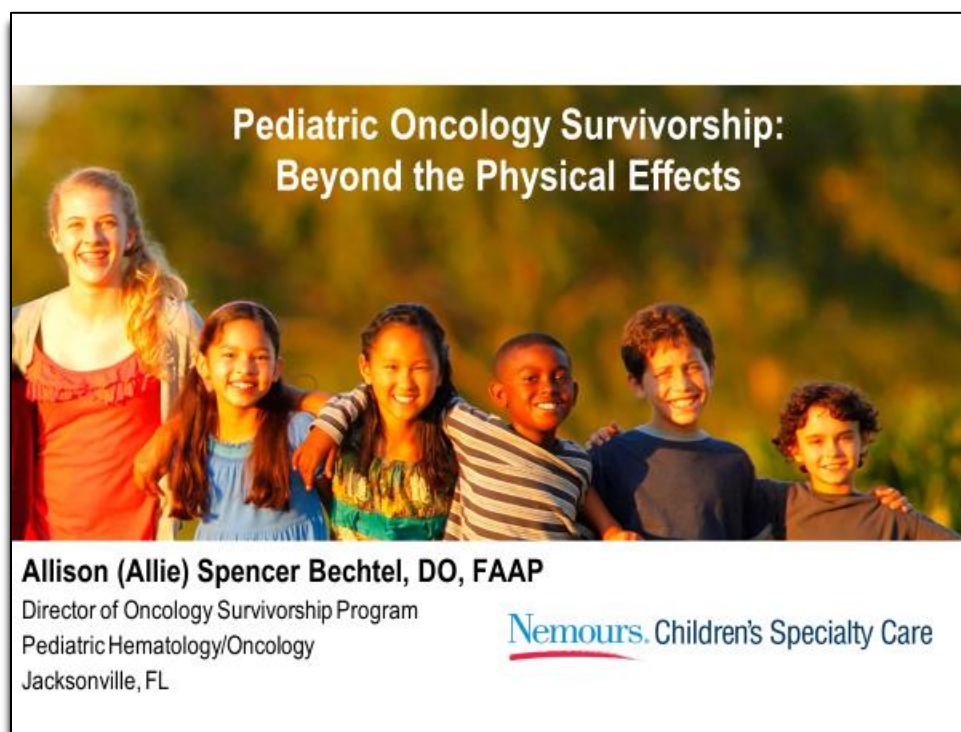 Pediatric Oncology Survivorship:
Beyond the Physical Effects
Allison (Allie) Spencer Bechtel, DO, FAAP
Director of Oncology Survivorship Program
Pediatric Hematology/Oncology
Jacksonville, FL
Nemours. Children's Specialty Care